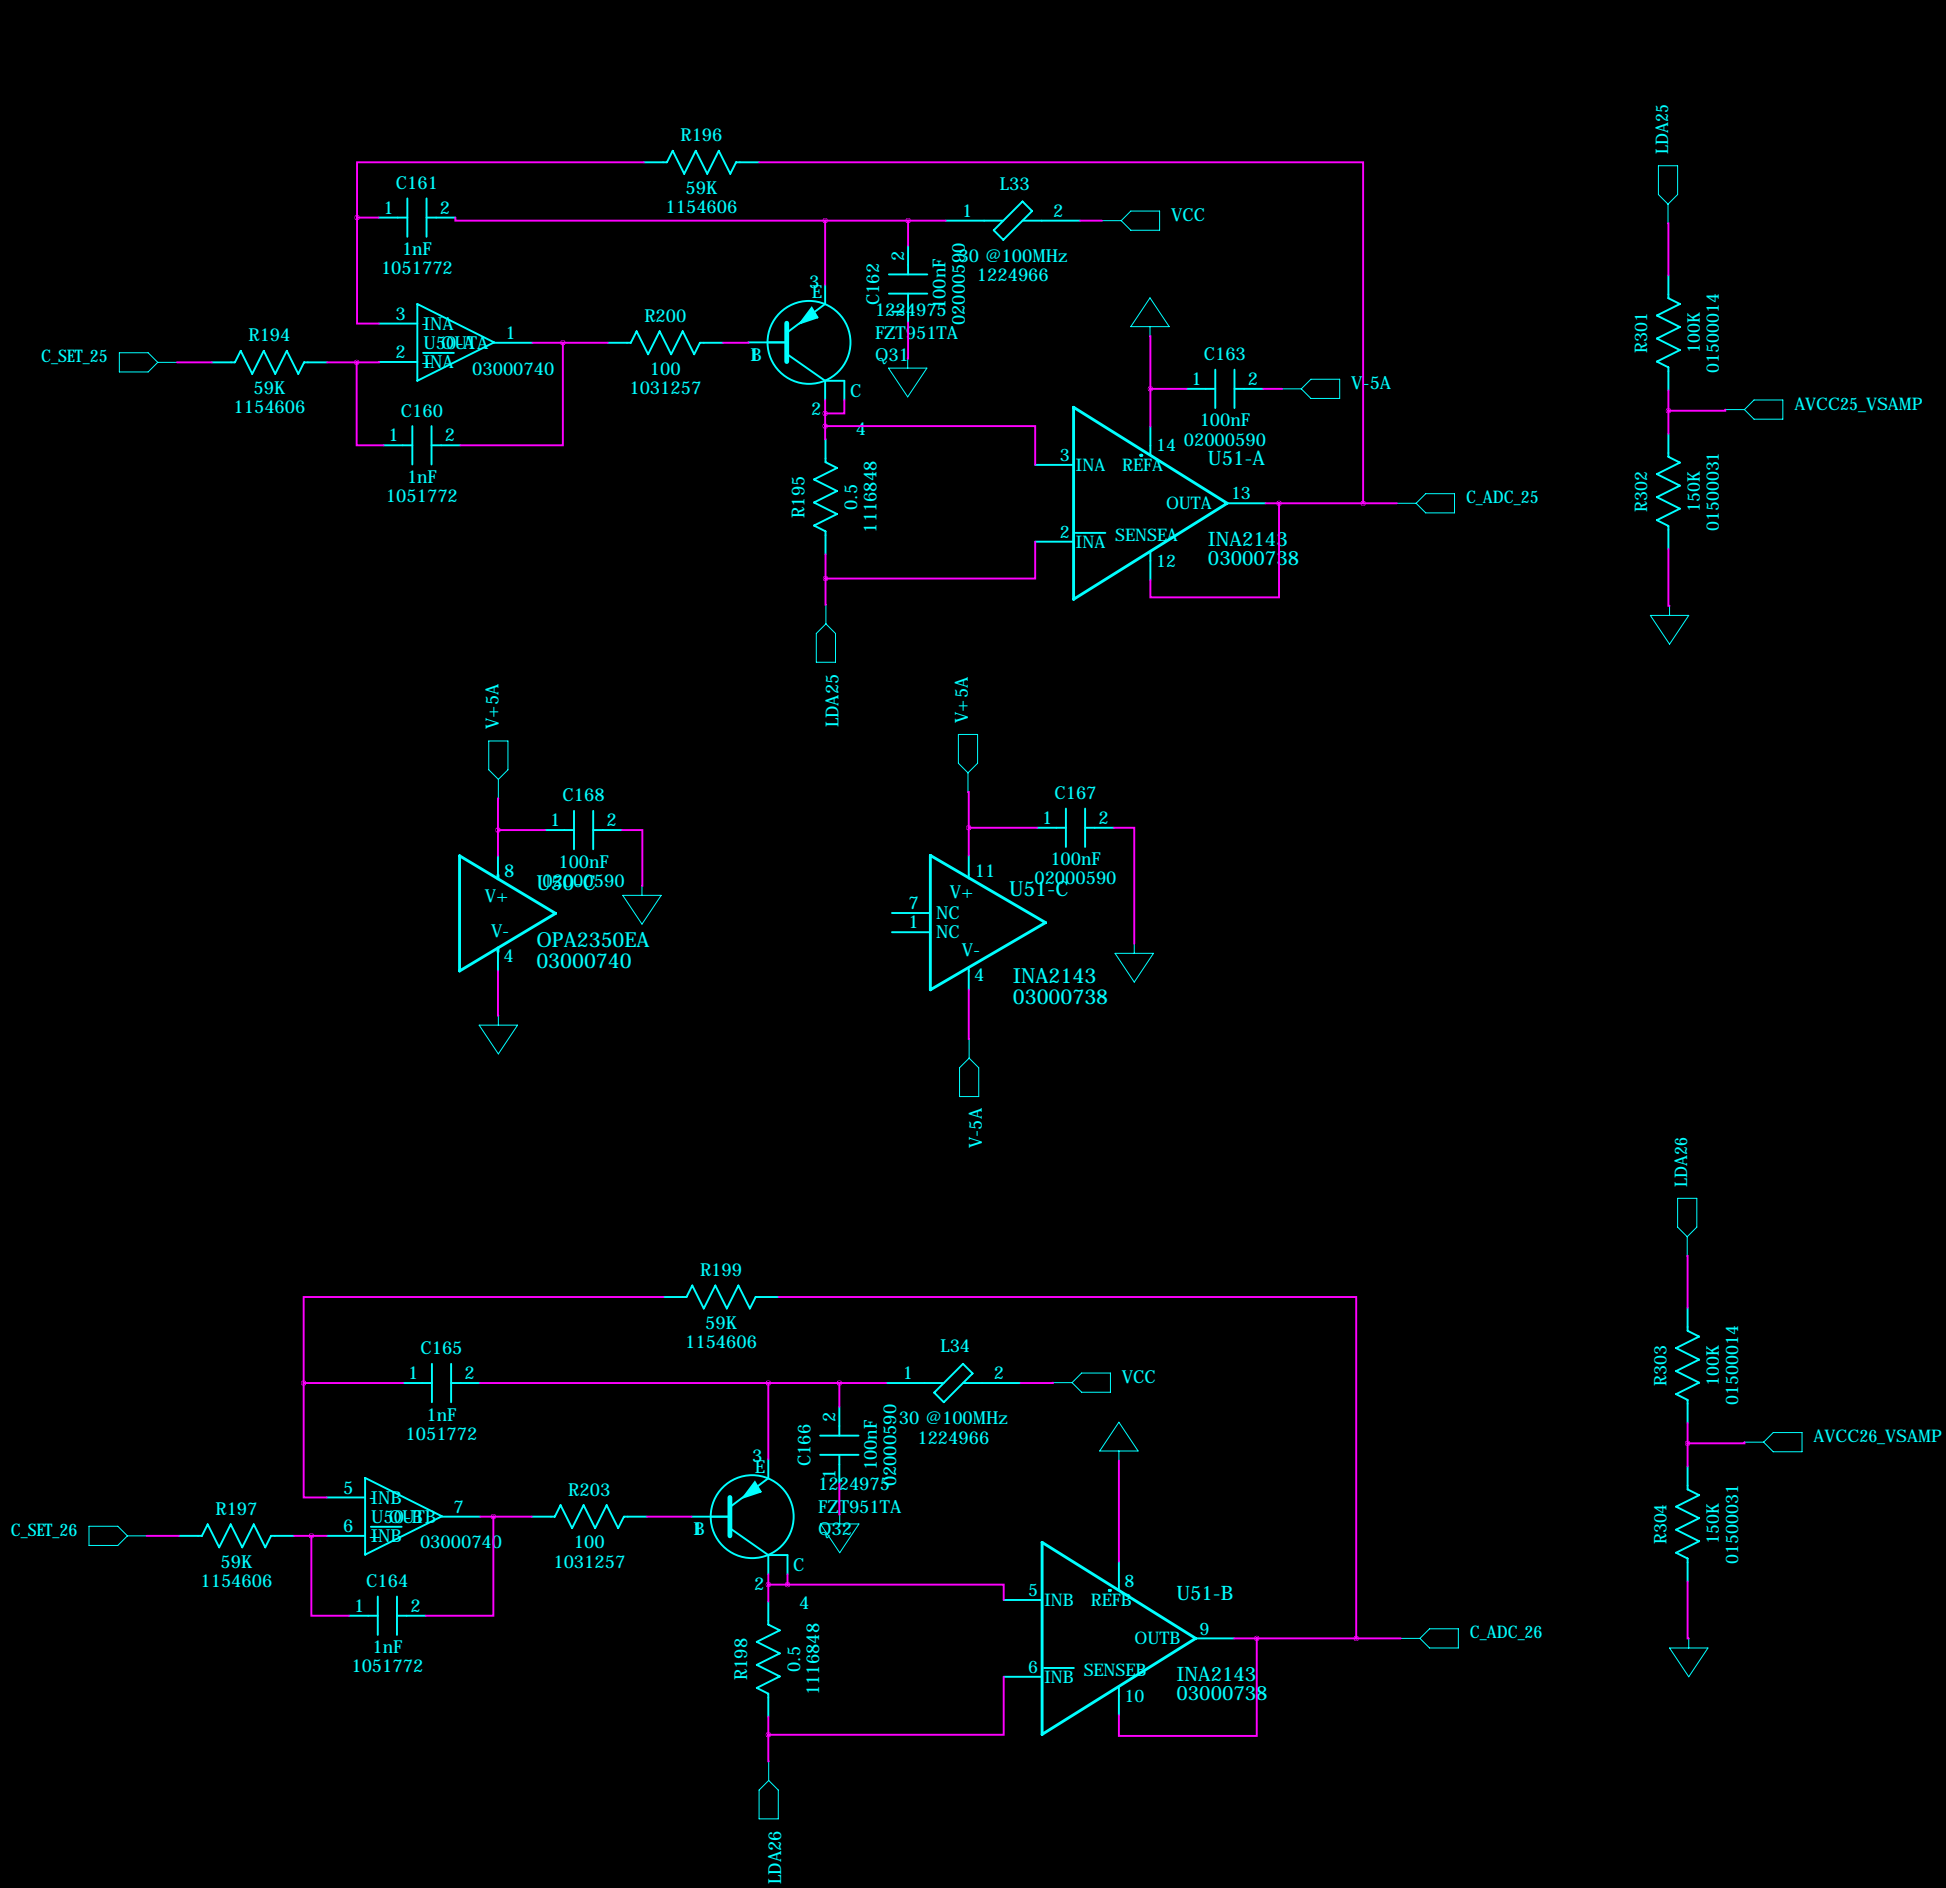 R196
59K
1154606
C161
1
2
1nF
1051772
L33
1
2
30 @100MHz
1224966
VCC
C162
2
1
100nF
02000590
3
E
1224975
FZT951TA
Q31
B
C
2
4
R200
100
1031257
C_SET_25
R194
59K
1154606
3
+INA
U50-A
OUTA
1
2
-INA
03000740
C160
1
2
1nF
1051772
R195
0.5
1116848
LDA25
C163
1
2
100nF
02000590
V-5A
14
U51-A
3
INA
REFA
OUTA
13
2
INA
SENSEA
12
INA2143
03000738
C_ADC_25
LDA25
R301
100K
01500014
AVCC25_VSAMP
R302
150K
01500031
V+5A
C168
1
2
100nF
02000590
8
U50-C
V+
V-
4
OPA2350EA
03000740
V+5A
C167
1
2
100nF
02000590
11
U51-C
V+
7
NC
1
NC
V-
4
INA2143
03000738
V-5A
R199
59K
1154606
C165
1
2
1nF
1051772
L34
1
2
30 @100MHz
1224966
VCC
C166
2
1
100nF
02000590
3
E
1224975
FZT951TA
Q32
B
C
2
4
R203
100
1031257
C_SET_26
R197
59K
1154606
5
+INB
U50-B
OUTB
7
6
-INB
03000740
C164
1
2
1nF
1051772
R198
0.5
1116848
LDA26
8
U51-B
5
INB
REFB
OUTB
9
6
INB
SENSEB
10
INA2143
03000738
C_ADC_26
LDA26
R303
100K
01500014
AVCC26_VSAMP
R304
150K
01500031